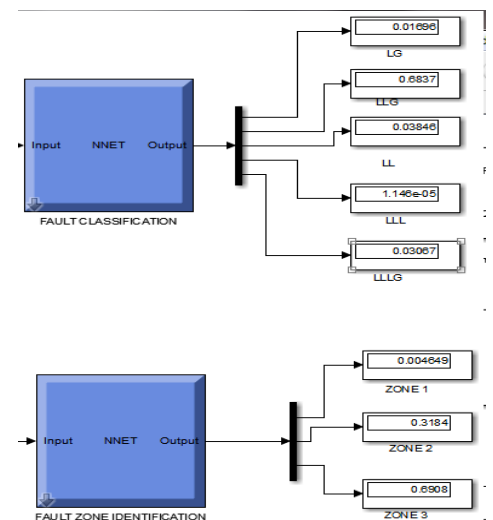 0.01696
LG
0.6837
LLG
0.03846
LL
Input NNET Output
1.146e-05
LLL
FAULT CLASSIFICATION
0.03067
LLLG
0.004649
ZONE 1
0.3184
ZONE 2
Input NNET Output
0.6908
ZONE 3
FAULT ZONE IDENTIFICATION